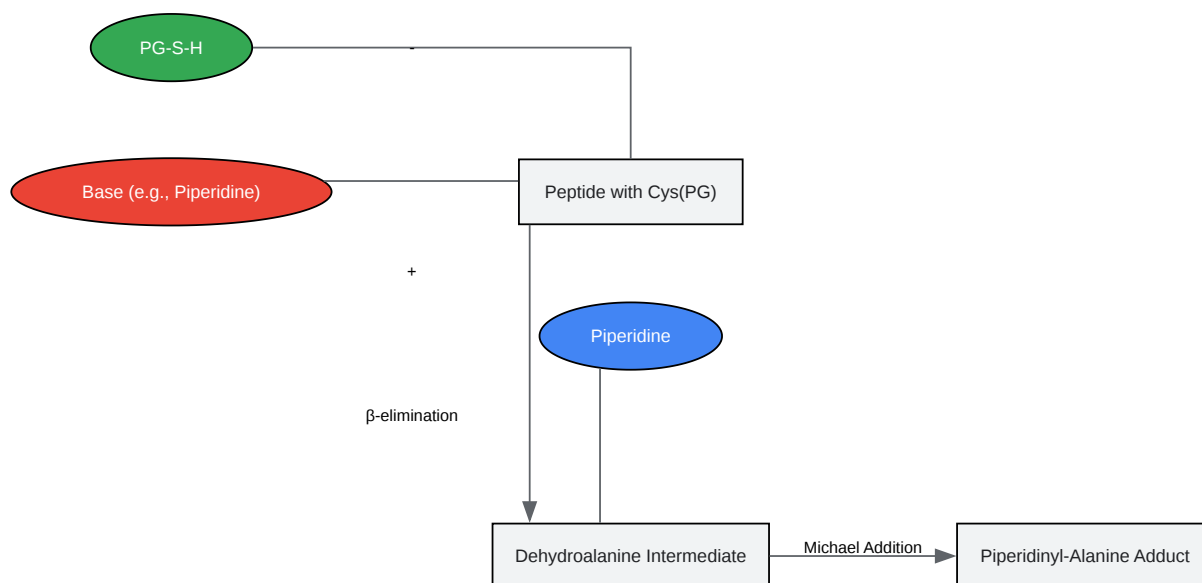 PG-S-H
-
Base (e.g., Piperidine)
Peptide with Cys(PG)
+
Piperidine
β-elimination
Dehydroalanine Intermediate
Michael Addition
Piperidinyl-Alanine Adduct